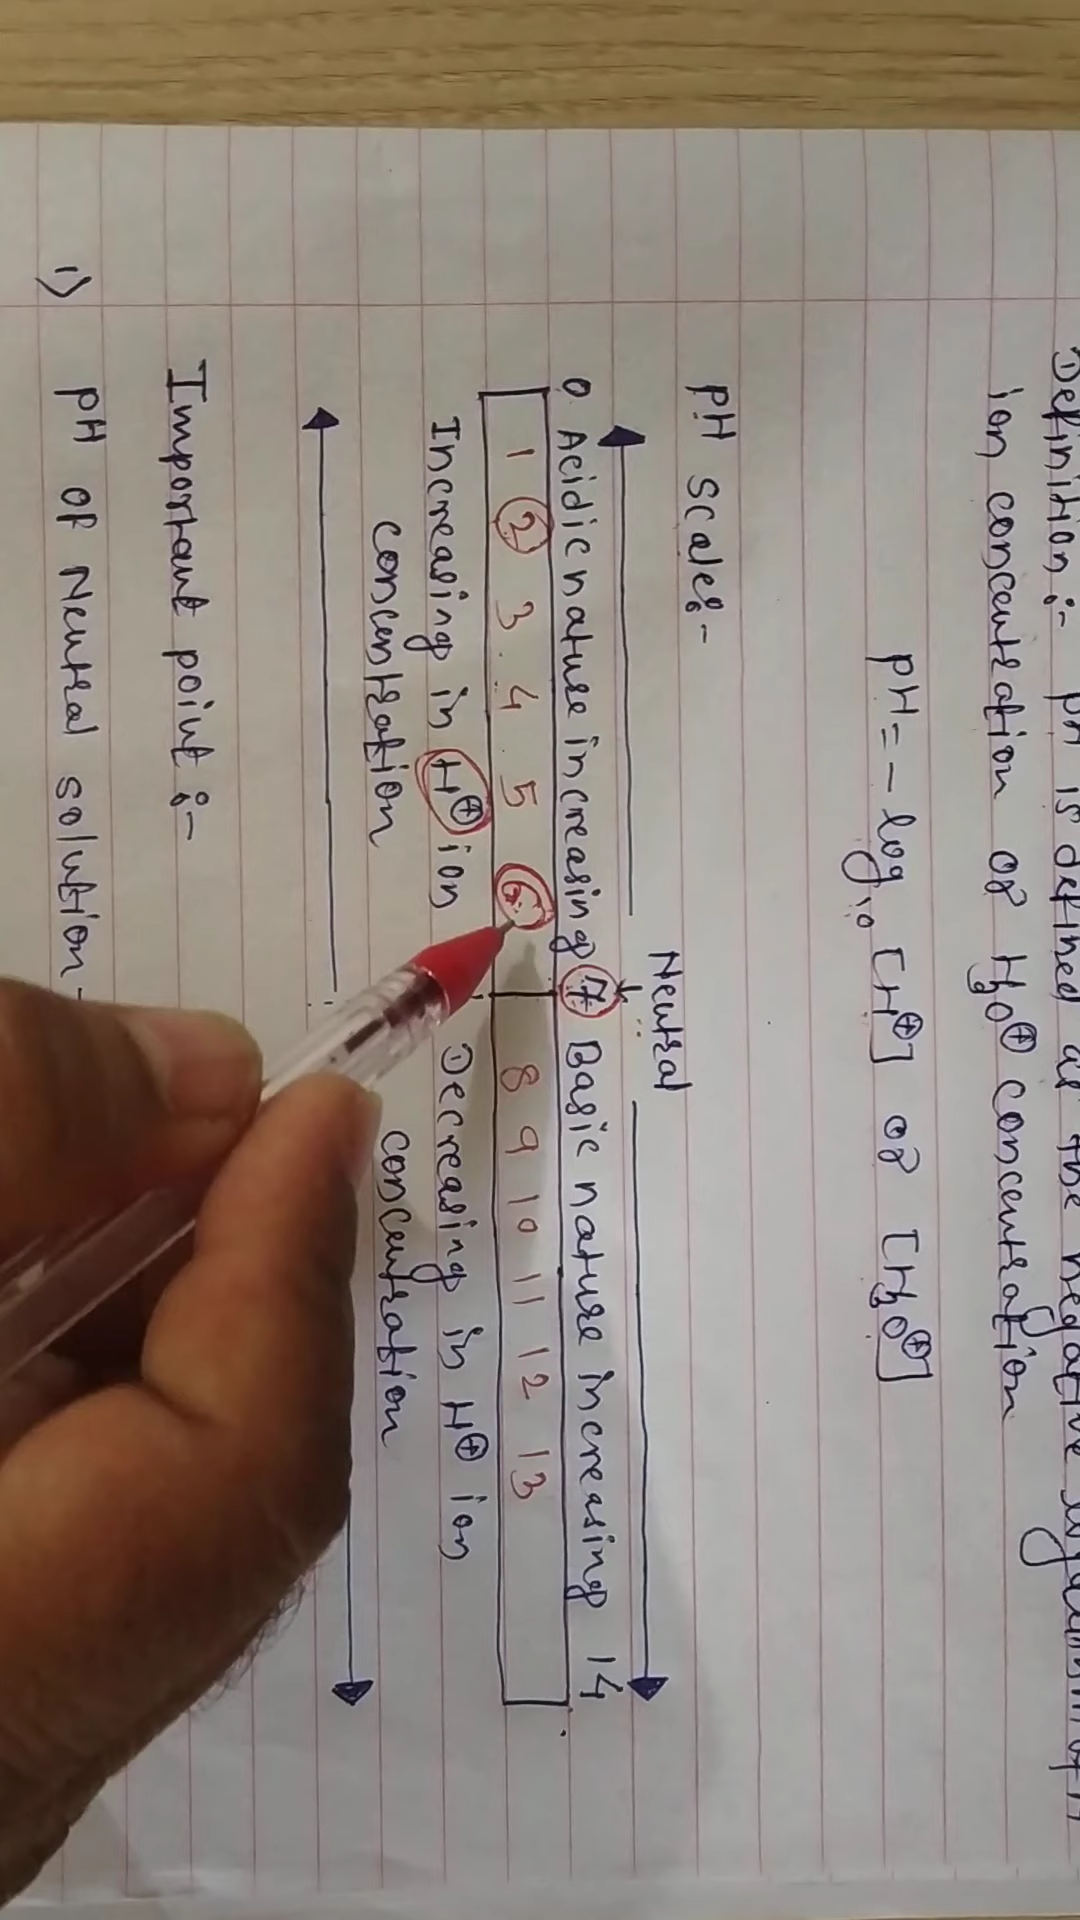 Definition :- pH is defined as the negative logarithm of H
ion concentration or H₃O⊕ concentration
pH = - log₁₀ [H⊕] or [H₃O⊕]
pH scale:-
Neutral
0 Acidic nature increasing 7 Basic nature increasing 14
1 2 3 4 5 6 8 9 10 11 12 13
Increasing in H⊕ ion Decreasing in H⊕ ion
concentration concentration
Important point :-
1) pH of Neutral solution-